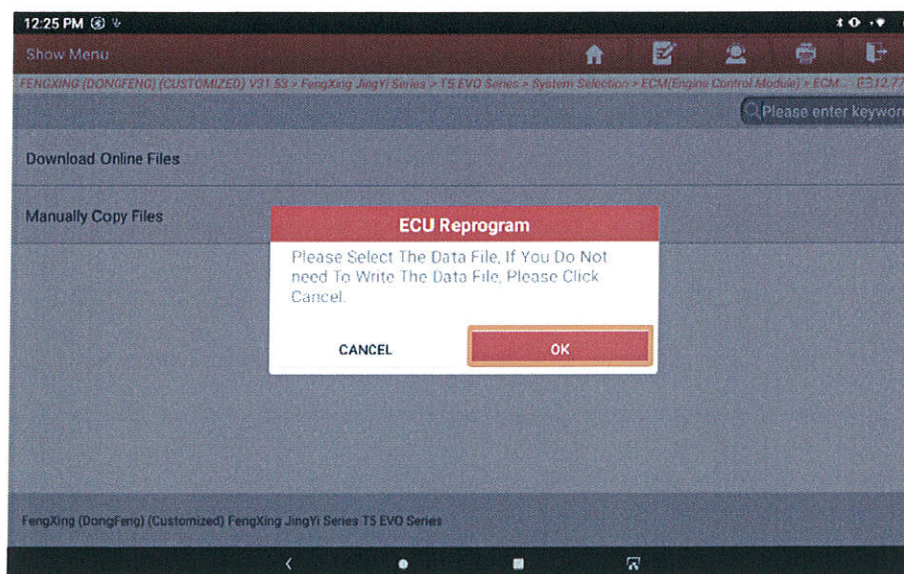 12:25 PM
Show Menu
FENGXING (DONGFENG) (CUSTOMIZED) V31.53 > FengXing JingYi Series > T5 EVO Series > System Selection > ECM(Engine Control Module) > ECM... 12.77
Please enter keyword
Download Online Files
Manually Copy Files
ECU Reprogram
Please Select The Data File, If You Do Not
need To Write The Data File, Please Click
Cancel.
CANCEL
OK
FengXing (DongFeng) (Customized) FengXing JingYi Series T5 EVO Series